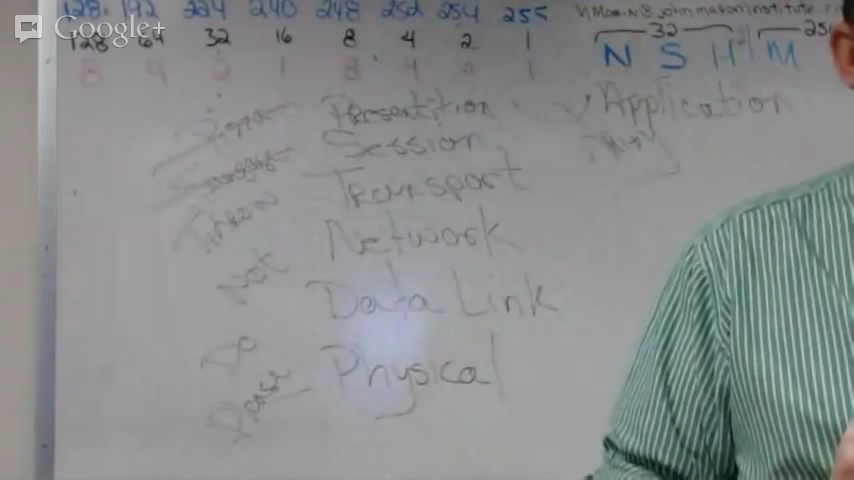 Google+
128 192 224 240 248 252 254 255
128 64 32 16 8 4 2 1
8 4 2 1 8 4 2 1
32
N S H M
Pizza Presentition Application
Sausage Session
Throw Transport
Not Network
Do Data Link
Please Physical